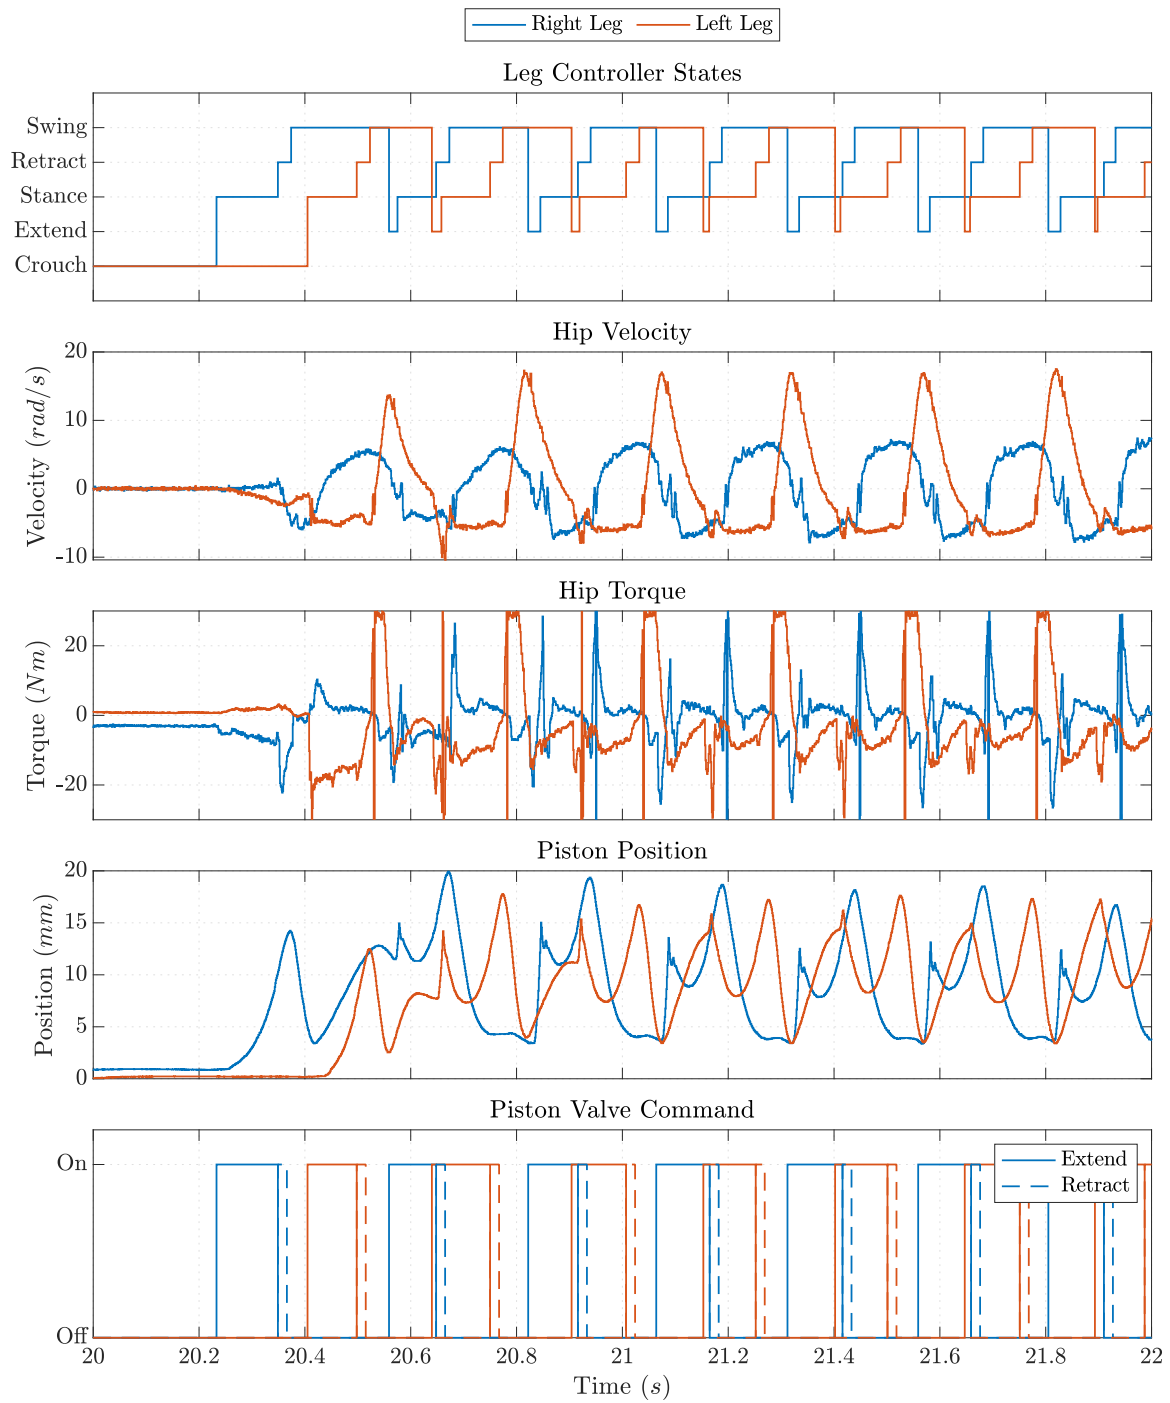 Right Leg Left Leg
Leg Controller States
Swing
Retract
Stance
Extend
Crouch
Hip Velocity
Velocity (rad/s)
20
10
0
-10
Hip Torque
Torque (Nm)
20
0
-20
Piston Position
Position (mm)
20
15
10
5
0
Piston Valve Command
On
Off
Extend
Retract
20 20.2 20.4 20.6 20.8 21 21.2 21.4 21.6 21.8 22
Time (s)